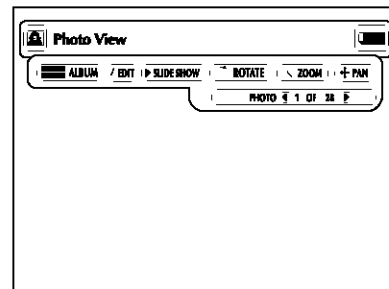 Photo View
ALBUM EDIT SLIDE SHOW ROTATE ZOOM PAN
PHOTO 1 OF 28